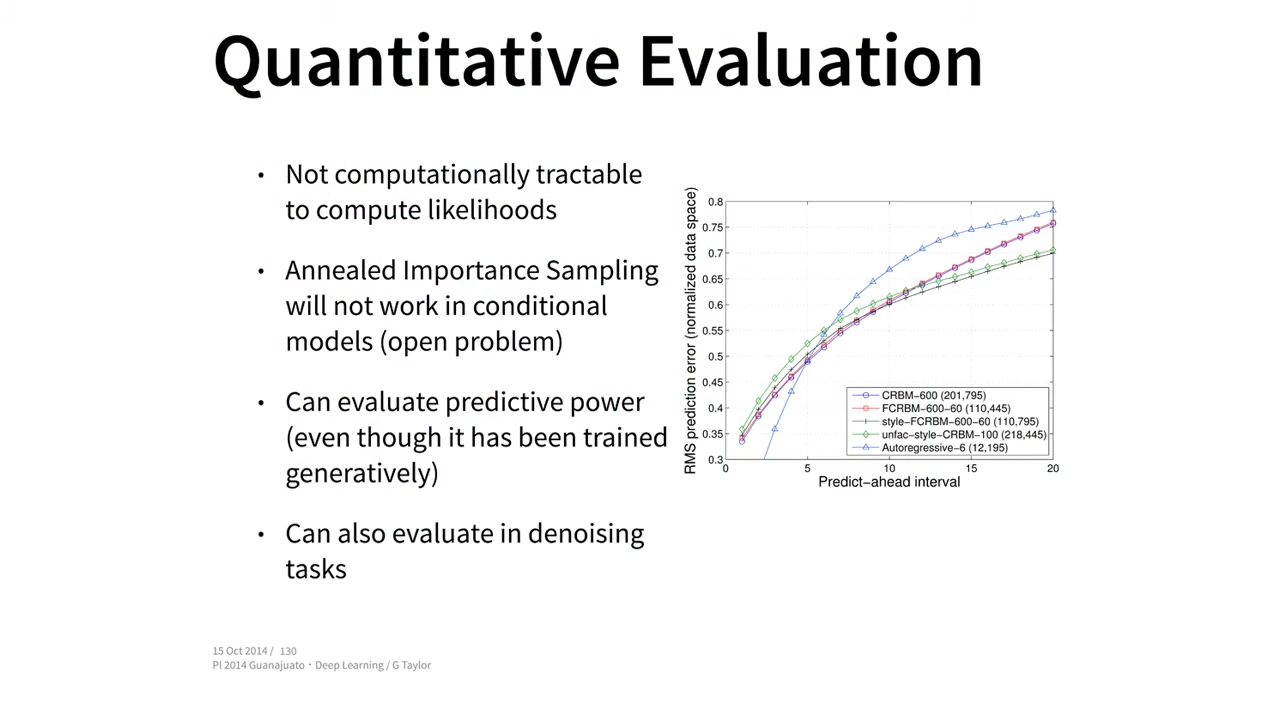 Quantitative Evaluation
• Not computationally tractable
to compute likelihoods
• Annealed Importance Sampling
will not work in conditional
models (open problem)
• Can evaluate predictive power
(even though it has been trained
generatively)
• Can also evaluate in denoising
tasks
RMS prediction error (normalized data space)
0.8
0.75
0.7
0.65
0.6
0.55
0.5
0.45
0.4
0.35
0.3
0 5 10 15 20
Predict−ahead interval
CRBM−600 (201,795)
FCRBM−600−60 (110,445)
style−FCRBM−600−60 (110,795)
unfac−style−CRBM−100 (218,445)
Autoregressive−6 (12,195)
15 Oct 2014 / 130
PI 2014 Guanajuato · Deep Learning / G Taylor